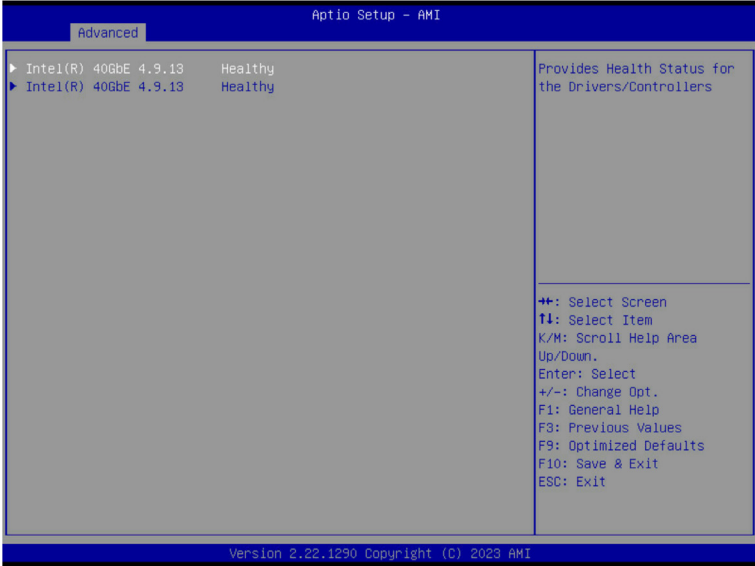 Aptio Setup – AMI
Advanced
▶ Intel(R) 40GbE 4.9.13 Healthy
▶ Intel(R) 40GbE 4.9.13 Healthy
Provides Health Status for
the Drivers/Controllers
→←: Select Screen
↑↓: Select Item
K/M: Scroll Help Area
Up/Down.
Enter: Select
+/-: Change Opt.
F1: General Help
F3: Previous Values
F9: Optimized Defaults
F10: Save & Exit
ESC: Exit
Version 2.22.1290 Copyright (C) 2023 AMI